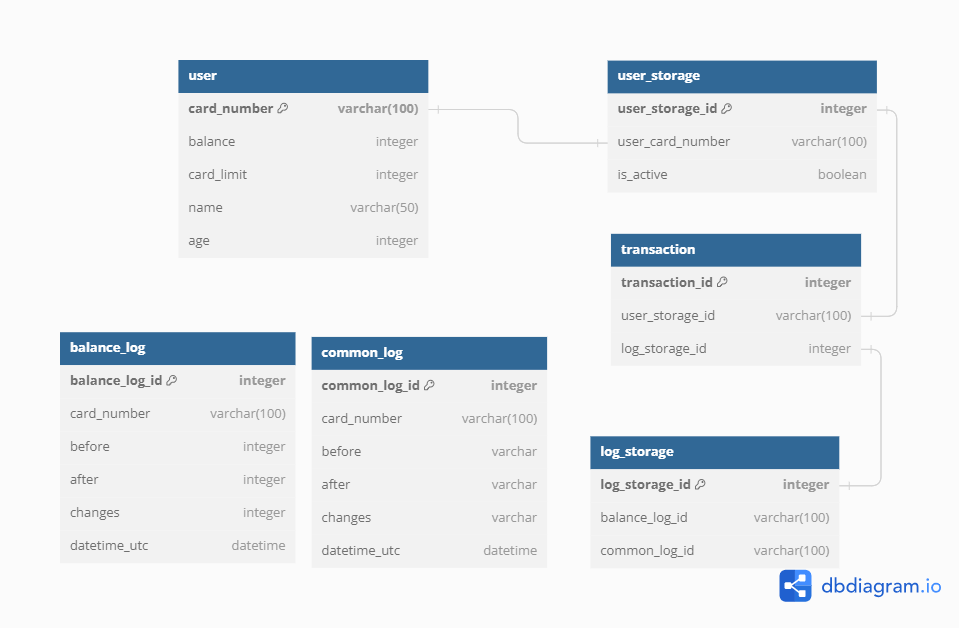 user
card_number varchar(100)
balance integer
card_limit integer
name varchar(50)
age integer
user_storage
user_storage_id integer
user_card_number varchar(100)
is_active boolean
transaction
transaction_id integer
user_storage_id varchar(100)
log_storage_id integer
balance_log
balance_log_id integer
card_number varchar(100)
before integer
after integer
changes integer
datetime_utc datetime
common_log
common_log_id integer
card_number varchar(100)
before varchar
after varchar
changes varchar
datetime_utc datetime
log_storage
log_storage_id integer
balance_log_id varchar(100)
common_log_id varchar(100)
dbdiagram.io